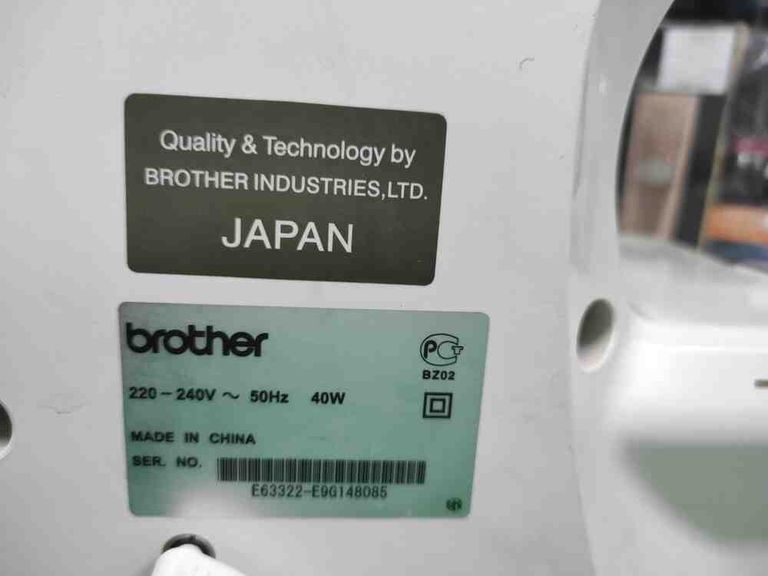 Quality & Technology by
BROTHER INDUSTRIES,LTD.
JAPAN
brother
PCT
BZ02
220-240V ~ 50Hz 40W
MADE IN CHINA
SER. NO.
E63322-E9G148085